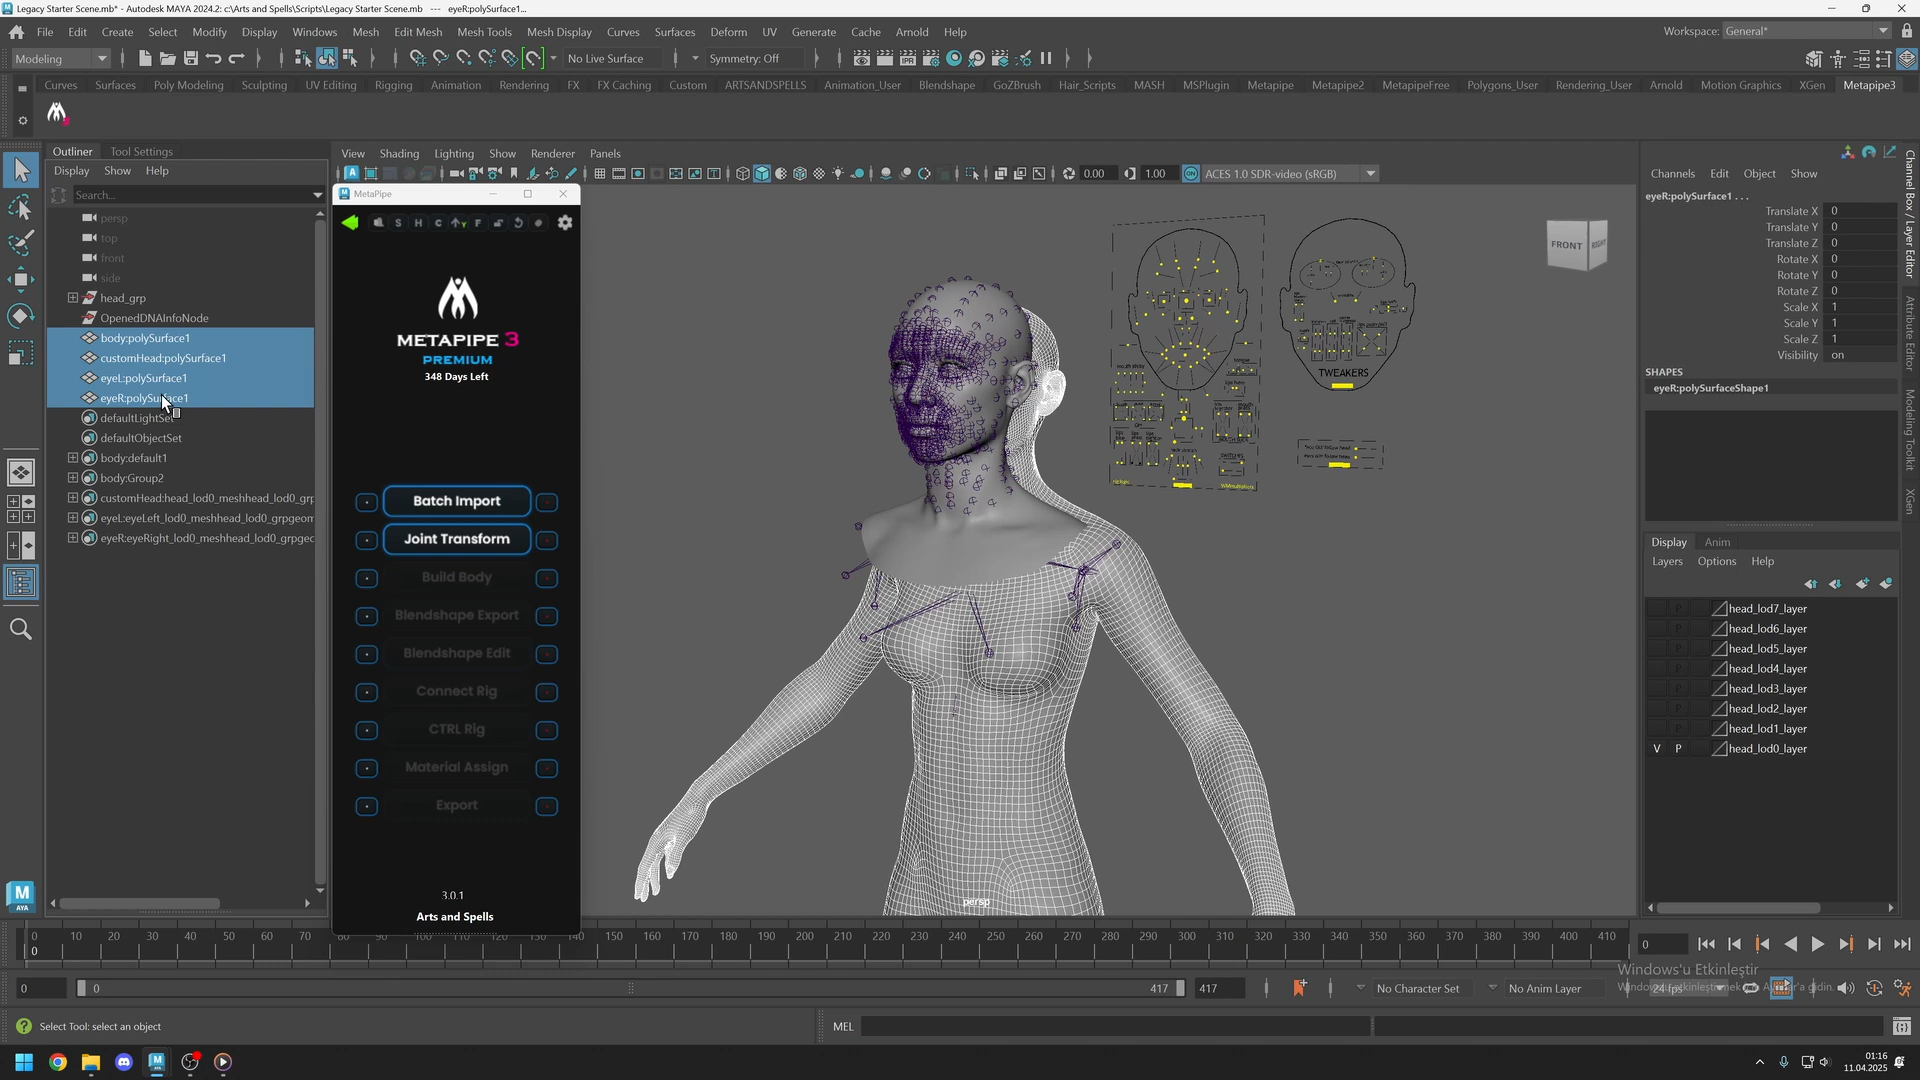 Legacy Starter Scene.mb* - Autodesk MAYA 2024.2: c:\Arts and Spells\Scripts\Legacy Starter Scene.mb   ---   eyeR:polySurface1...
File Edit Create Select Modify Display Windows Mesh Edit Mesh Mesh Tools Mesh Display Curves Surfaces Deform UV Generate Cache Arnold Help
Workspace: General*
Modeling
No Live Surface
Symmetry: Off
Curves Surfaces Poly Modeling Sculpting UV Editing Rigging Animation Rendering FX FX Caching Custom ARTSANDSPELLS Animation_User Blendshape GoZBrush Hair_Scripts MASH MSPlugin Metapipe Metapipe2 MetapipeFree Polygons_User Rendering_User Arnold Motion Graphics XGen Metapipe3
Outliner Tool Settings
Display Show Help
Search...
persp
top
front
side
head_grp
OpenedDNAInfoNode
body:polySurface1
customHead:polySurface1
eyeL:polySurface1
eyeR:polySurface1
defaultLightSet
defaultObjectSet
body:default1
body:Group2
customHead:head_lod0_meshhead_lod0_grp
eyeL:eyeLeft_lod0_meshhead_lod0_grpgeom
eyeR:eyeRight_lod0_meshhead_lod0_grpgec
View Shading Lighting Show Renderer Panels
0.00
1.00
ACES 1.0 SDR-video (sRGB)
MetaPipe
S H C Y F
METAPIPE 3
PREMIUM
348 Days Left
Batch Import
Joint Transform
Build Body
Blendshape Export
Blendshape Edit
Connect Rig
CTRL Rig
Material Assign
Export
3.0.1
Arts and Spells
FRONT RIGHT
TWEAKERS
persp
Channels Edit Object Show
eyeR:polySurface1 . . .
Translate X 0
Translate Y 0
Translate Z 0
Rotate X 0
Rotate Y 0
Rotate Z 0
Scale X 1
Scale Y 1
Scale Z 1
Visibility on
SHAPES
eyeR:polySurfaceShape1
Display Anim
Layers Options Help
P head_lod7_layer
P head_lod6_layer
P head_lod5_layer
P head_lod4_layer
P head_lod3_layer
P head_lod2_layer
P head_lod1_layer
V P head_lod0_layer
Channel Box / Layer Editor
Attribute Editor
Modeling Toolkit
XGen
0 10 20 30 40 50 60 70 80 90 100 110 120 130 140 150 160 170 180 190 200 210 220 230 240 250 260 270 280 290 300 310 320 330 340 350 360 370 380 390 400 410
0
0
Windows'u Etkinleştir
0
0
417
417
No Character Set
No Anim Layer
24 fps
Select Tool: select an object
MEL
01:16
11.04.2025